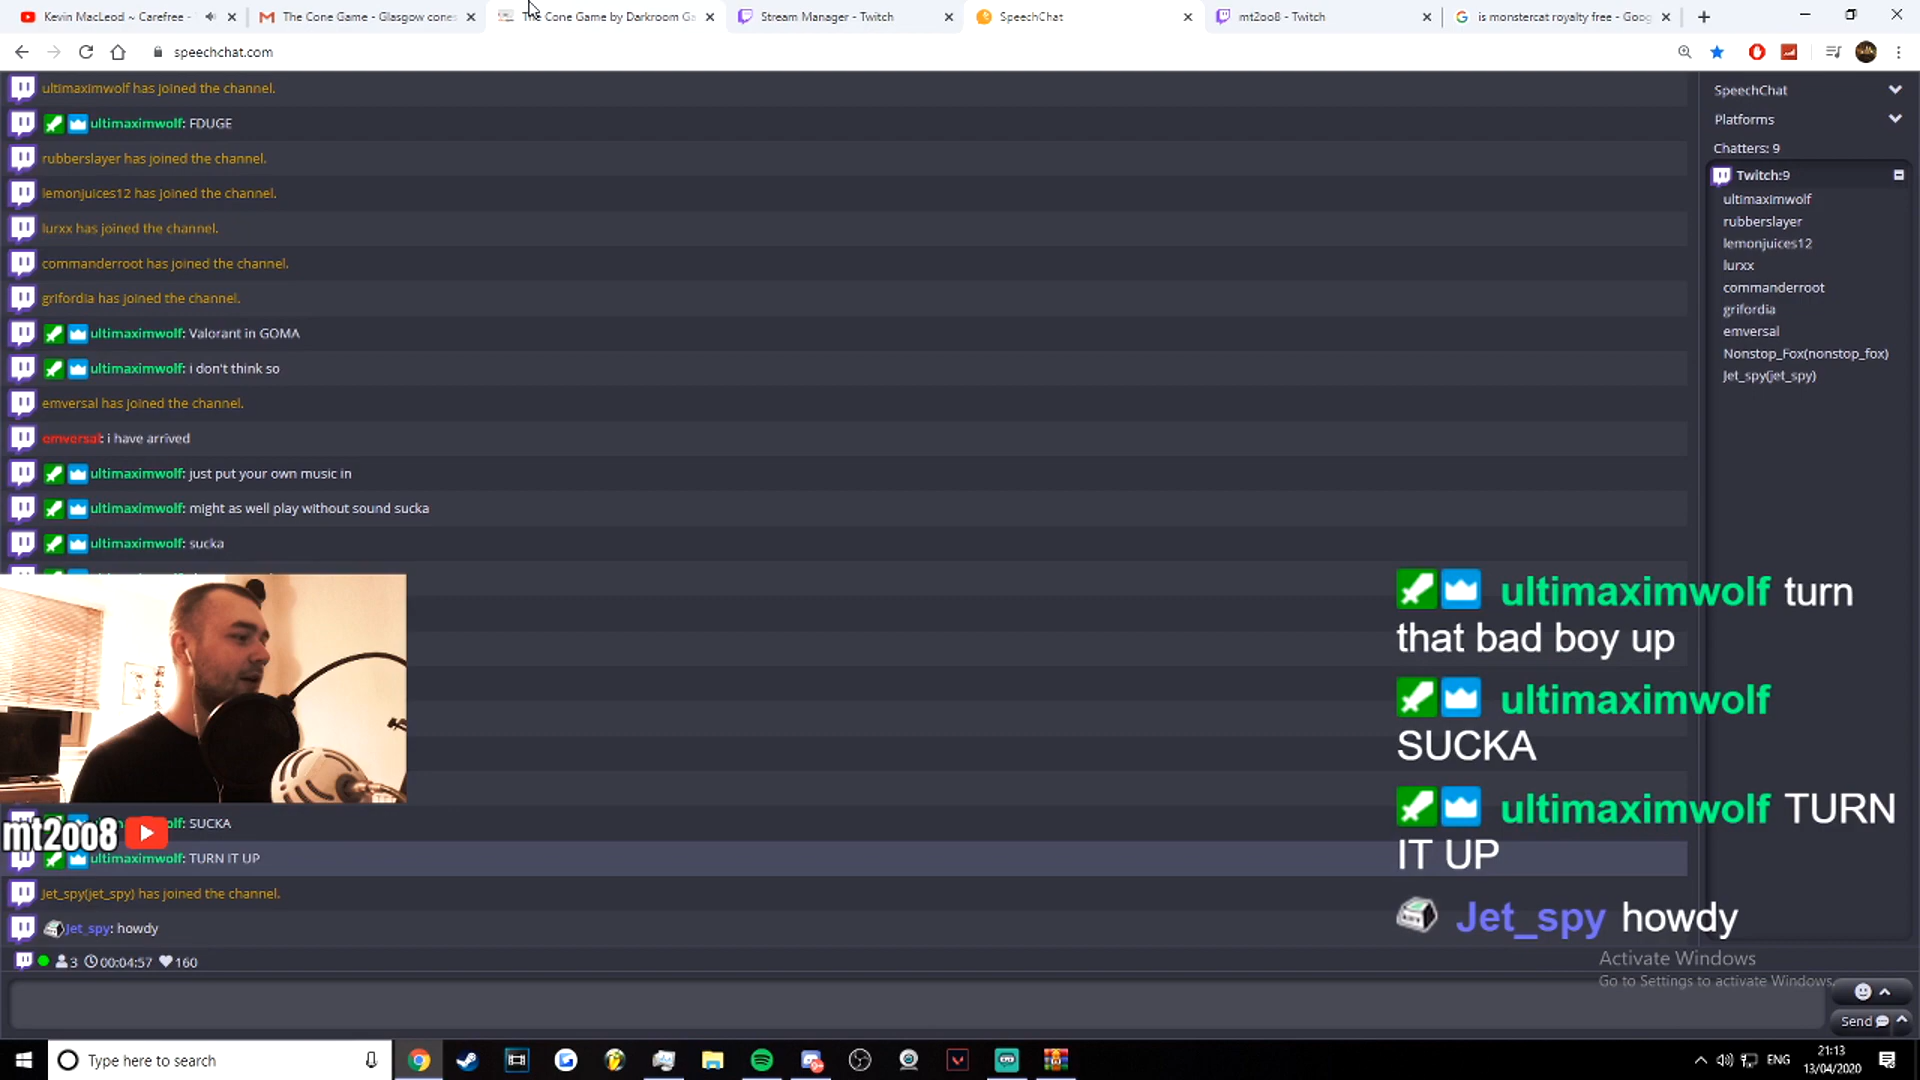 Kevin MacLeod ~ Carefree -
The Cone Game - Glasgow cones
The Cone Game by Darkroom Ga
Stream Manager - Twitch
SpeechChat
mt2oo8 - Twitch
is monstercat royalty free - Goog
speechchat.com
ultimaximwolf has joined the channel.
ultimaximwolf: FDUGE
rubberslayer has joined the channel.
lemonjuices12 has joined the channel.
lurxx has joined the channel.
commanderroot has joined the channel.
grifordia has joined the channel.
ultimaximwolf: Valorant in GOMA
ultimaximwolf: i don't think so
emversal has joined the channel.
emversal: i have arrived
ultimaximwolf: just put your own music in
ultimaximwolf: might as well play without sound sucka
ultimaximwolf: sucka
olf: SUCKA
mt2oo8
ultimaximwolf: TURN IT UP
Jet_spy(jet_spy) has joined the channel.
Jet_spy: howdy
3 00:04:57 160
SpeechChat
Platforms
Chatters: 9
Twitch:9
ultimaximwolf
rubberslayer
lemonjuices12
lurxx
commanderroot
grifordia
emversal
Nonstop_Fox(nonstop_fox)
Jet_spy(jet_spy)
ultimaximwolf turn
that bad boy up
ultimaximwolf
SUCKA
ultimaximwolf TURN
IT UP
Jet_spy howdy
Activate Windows
Go to Settings to activate Windows.
Send
Type here to search
ENG
21:13
13/04/2020